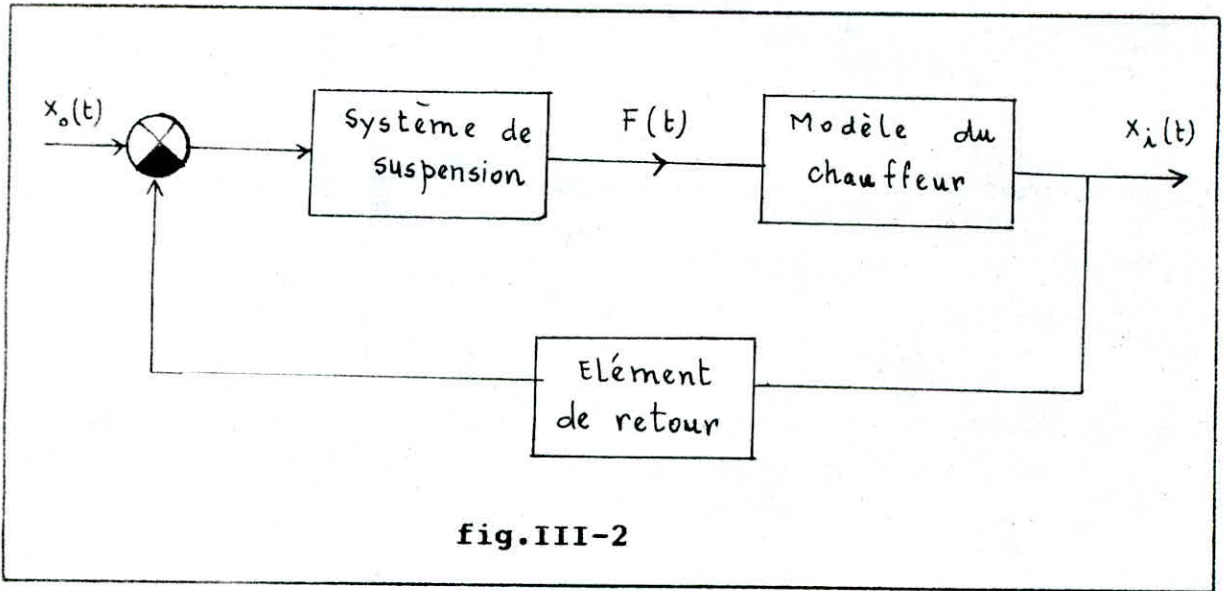 x₀(t)
Système de
suspension
F(t)
Modèle du
chauffeur
xᵢ(t)
Elément
de retour
fig.III-2